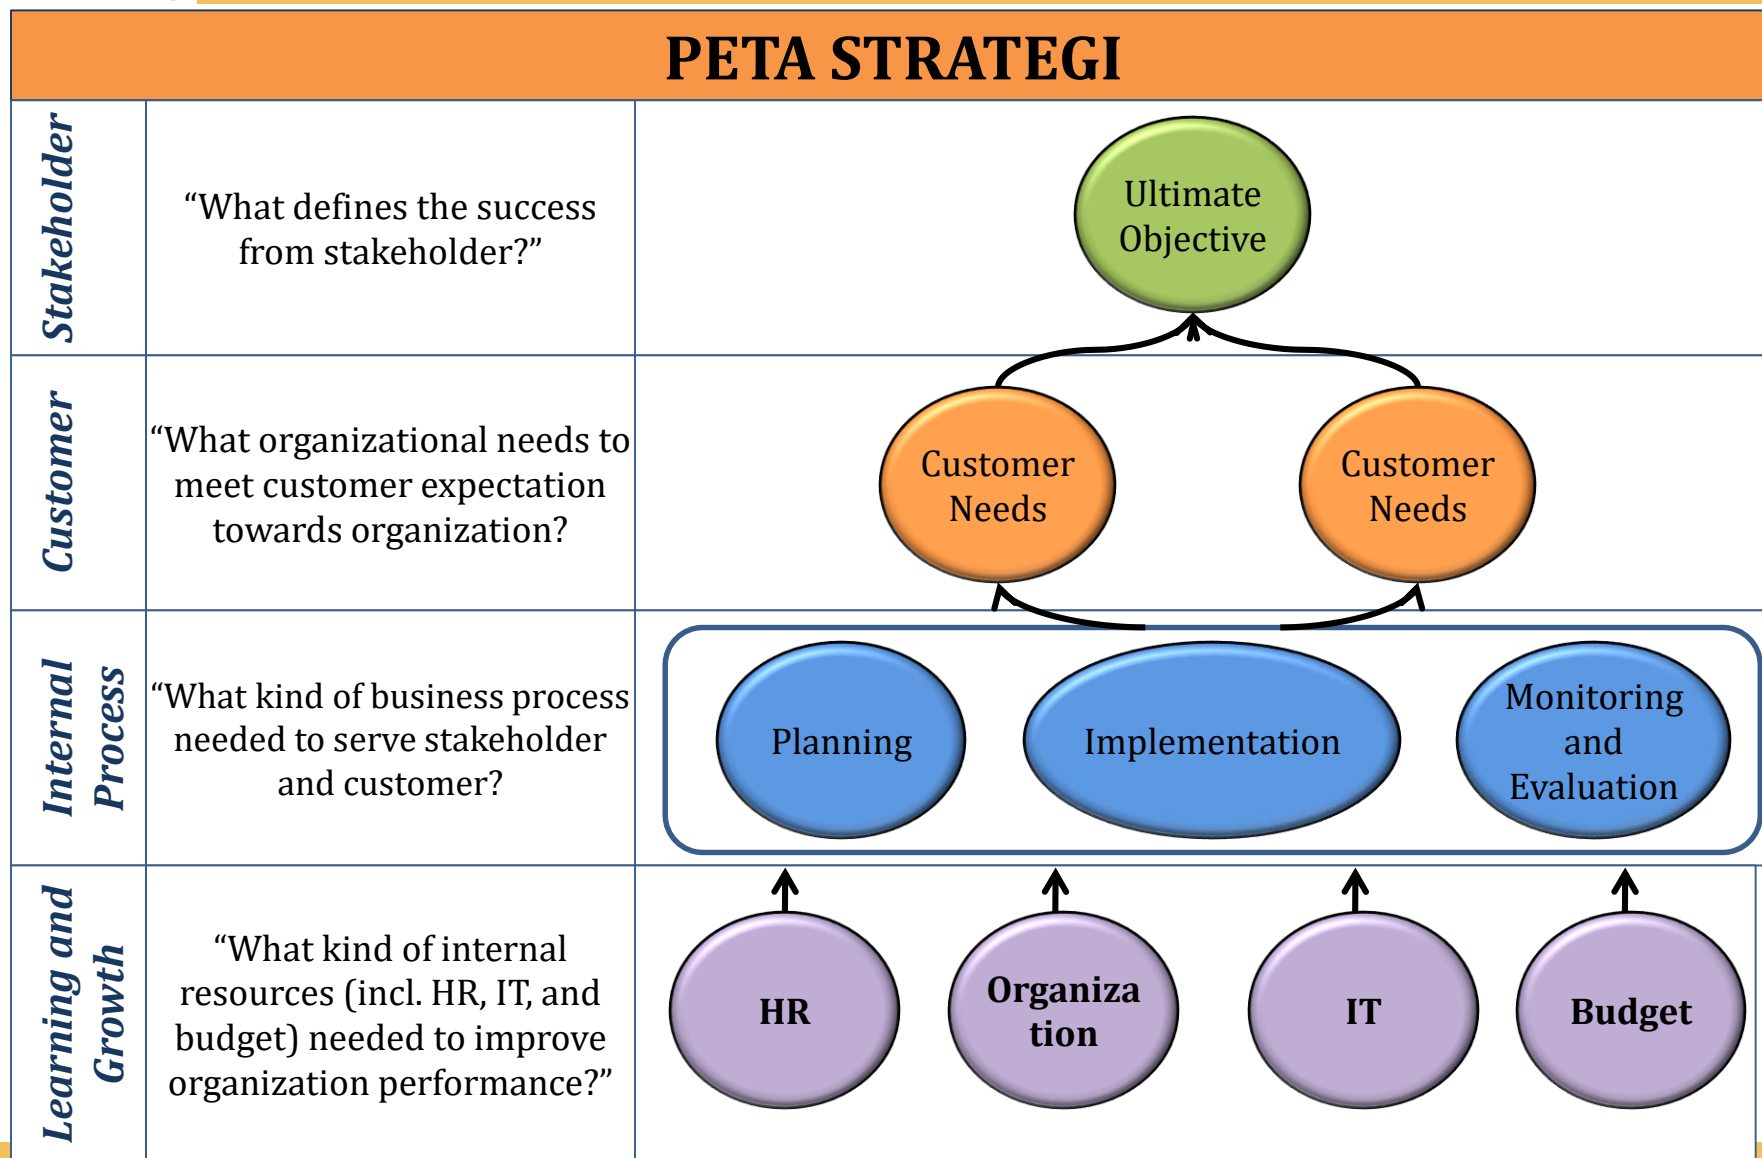 PETA STRATEGI
Stakeholder
“What defines the success
from stakeholder?”
Ultimate
Objective
Customer
“What organizational needs to
meet customer expectation
towards organization?
Customer
Needs
Customer
Needs
Internal
Process
“What kind of business process
needed to serve stakeholder
and customer?
Planning
Implementation
Monitoring
and
Evaluation
Learning and
Growth
“What kind of internal
resources (incl. HR, IT, and
budget) needed to improve
organization performance?”
HR
Organiza
tion
IT
Budget